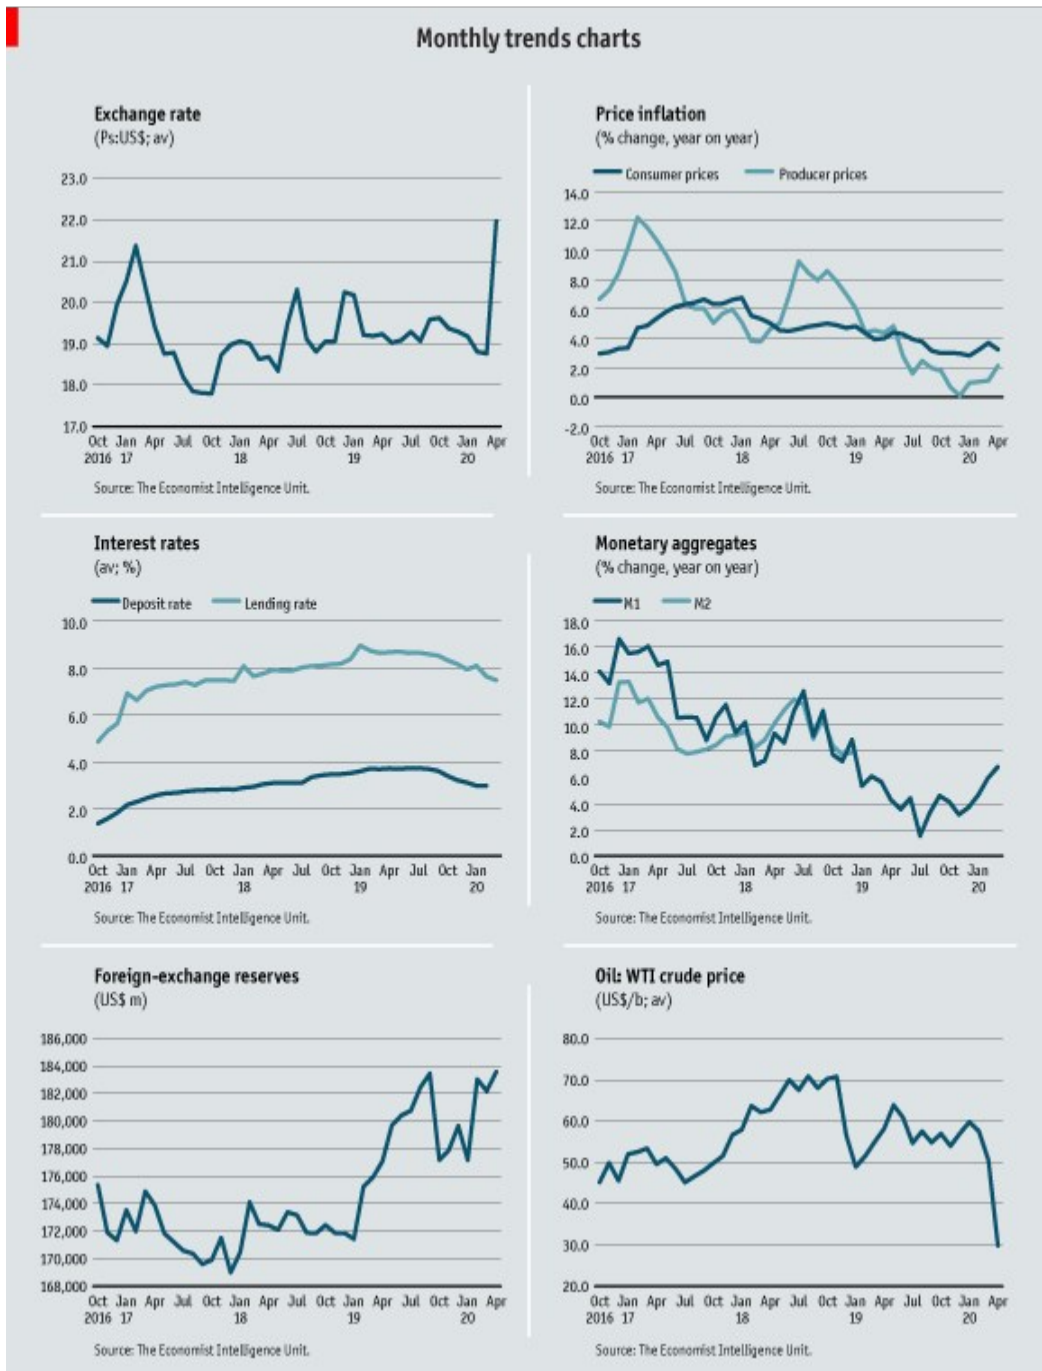 Monthly trends charts
Exchange rate
(Ps:US$; av)
23.0
22.0
21.0
20.0
19.0
18.0
17.0
Oct Jan Apr Jul Oct Jan Apr Jul Oct Jan Apr Jul Oct Jan Apr
2016 17 18 19 20
Source: The Economist Intelligence Unit.
Price inflation
(% change, year on year)
Consumer prices Producer prices
14.0
12.0
10.0
8.0
6.0
4.0
2.0
0.0
-2.0
Oct Jan Apr Jul Oct Jan Apr Jul Oct Jan Apr Jul Oct Jan Apr
2016 17 18 19 20
Source: The Economist Intelligence Unit.
Interest rates
(av; %)
Deposit rate Lending rate
10.0
8.0
6.0
4.0
2.0
0.0
Oct Jan Apr Jul Oct Jan Apr Jul Oct Jan Apr Jul Oct Jan
2016 17 18 19 20
Source: The Economist Intelligence Unit.
Monetary aggregates
(% change, year on year)
M1 M2
18.0
16.0
14.0
12.0
10.0
8.0
6.0
4.0
2.0
0.0
Oct Jan Apr Jul Oct Jan Apr Jul Oct Jan Apr Jul Oct Jan
2016 17 18 19 20
Source: The Economist Intelligence Unit.
Foreign-exchange reserves
(US$ m)
186,000
184,000
182,000
180,000
178,000
176,000
174,000
172,000
170,000
168,000
Oct Jan Apr Jul Oct Jan Apr Jul Oct Jan Apr Jul Oct Jan Apr
2016 17 18 19 20
Source: The Economist Intelligence Unit.
Oil: WTI crude price
(US$/b; av)
80.0
70.0
60.0
50.0
40.0
30.0
20.0
Oct Jan Apr Jul Oct Jan Apr Jul Oct Jan Apr Jul Oct Jan Apr
2016 17 18 19 20
Source: The Economist Intelligence Unit.